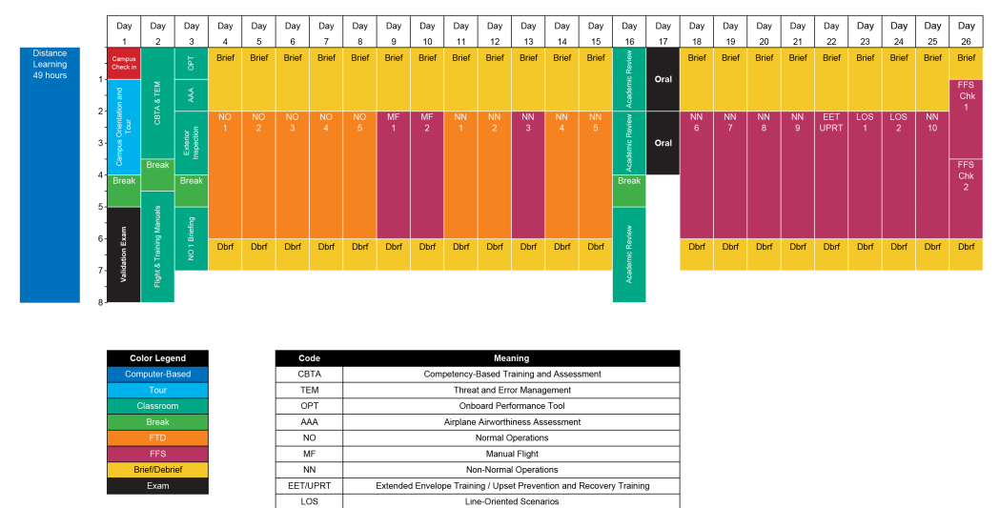 Day Day Day Day Day Day Day Day Day Day Day Day Day Day Day Day Day Day Day Day Day Day Day Day Day Day
1 2 3 4 5 6 7 8 9 10 11 12 13 14 15 16 17 18 19 20 21 22 23 24 25 26
Distance
Learning
49 hours
1
2
3
4
5
6
7
8
Campus
Check in
Campus Orientation and
Tour
Break
Validation Exam
CBTA & TEM
Break
Flight & Training Manuals
OPT
AAA
Exterior
Inspection
Break
NO 1 Briefing
Brief Brief Brief Brief Brief Brief Brief Brief Brief Brief Brief Brief
NO NO NO NO NO MF MF NN NN NN NN NN
1 2 3 4 5 1 2 1 2 3 4 5
Dbrf Dbrf Dbrf Dbrf Dbrf Dbrf Dbrf Dbrf Dbrf Dbrf Dbrf Dbrf
Academic Review
Academic Review
Break
Academic Review
Oral
Oral
Brief Brief Brief Brief Brief Brief Brief Brief Brief
NN NN NN NN EET LOS LOS NN
6 7 8 9 UPRT 1 2 10
FFS
Chk
1
FFS
Chk
2
Dbrf Dbrf Dbrf Dbrf Dbrf Dbrf Dbrf Dbrf Dbrf
Color Legend
Computer-Based
Tour
Classroom
Break
FTD
FFS
Brief/Debrief
Exam
Code Meaning
CBTA Competency-Based Training and Assessment
TEM Threat and Error Management
OPT Onboard Performance Tool
AAA Airplane Airworthiness Assessment
NO Normal Operations
MF Manual Flight
NN Non-Normal Operations
EET/UPRT Extended Envelope Training / Upset Prevention and Recovery Training
LOS Line-Oriented Scenarios